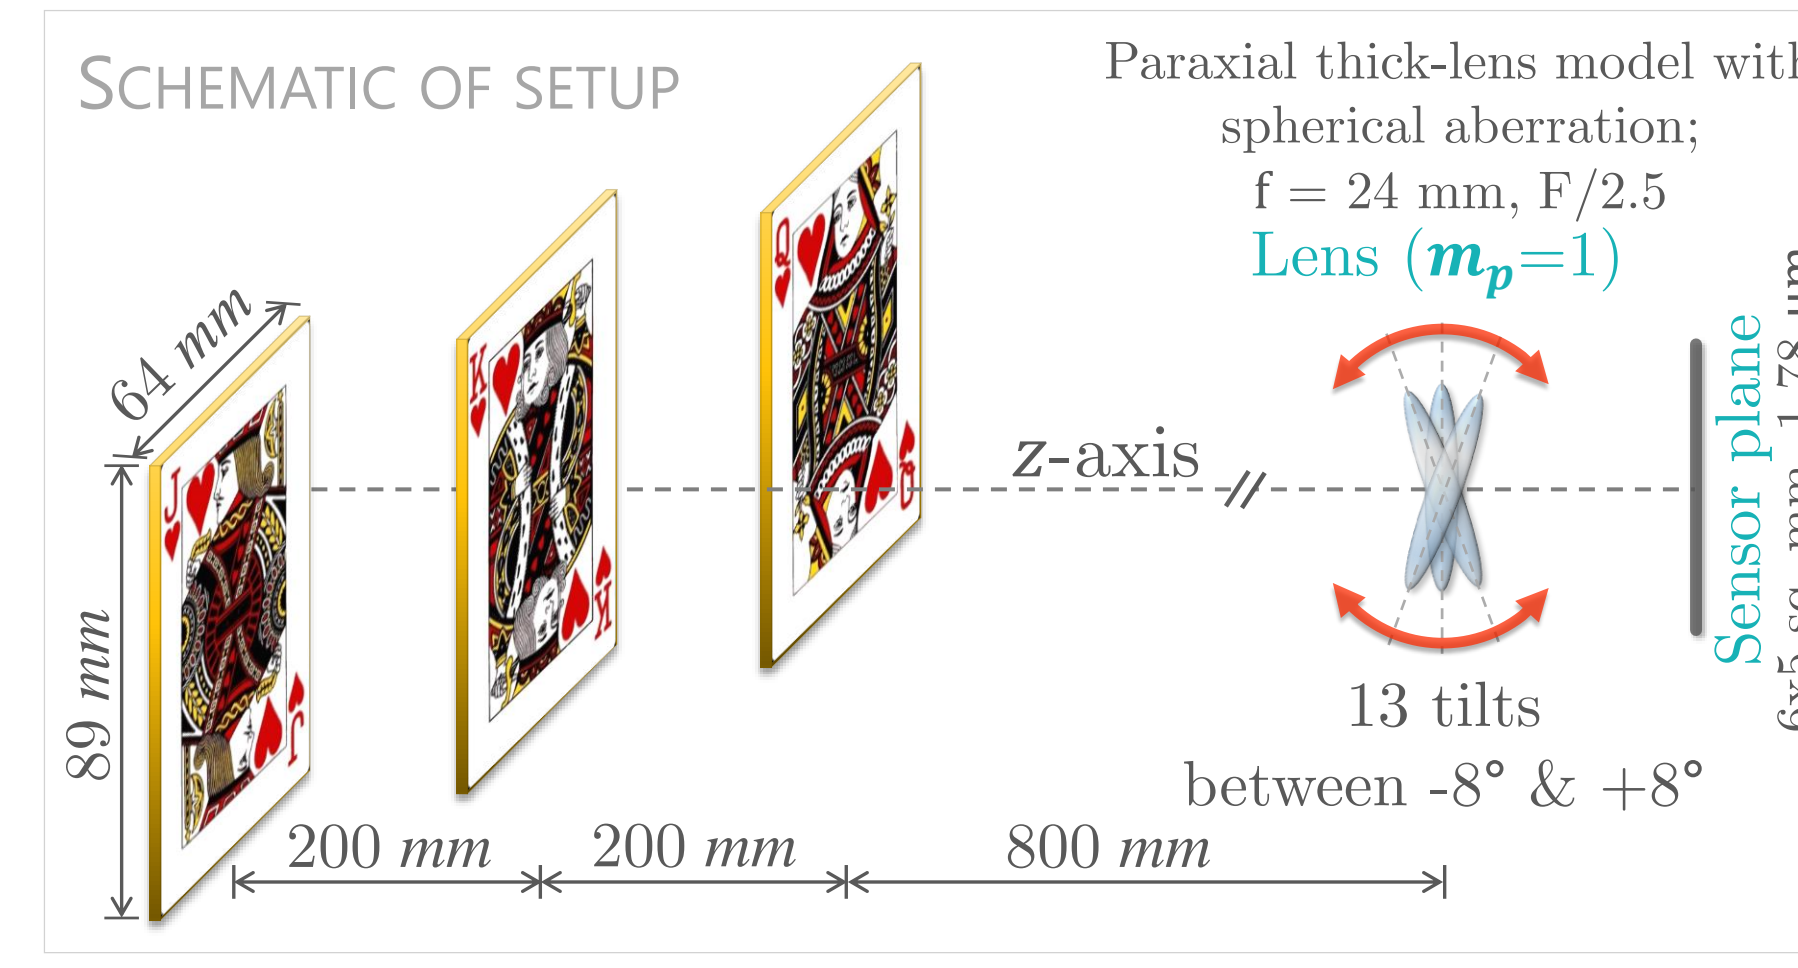 SCHEMATIC OF SETUP
Paraxial thick-lens model with
spherical aberration;
f = 24 mm, F/2.5
Lens (mp=1)
64 mm
89 mm
J
J
K
K
Q
Q
z-axis
Sensor plane
13 tilts
between -8° & +8°
200 mm
200 mm
800 mm